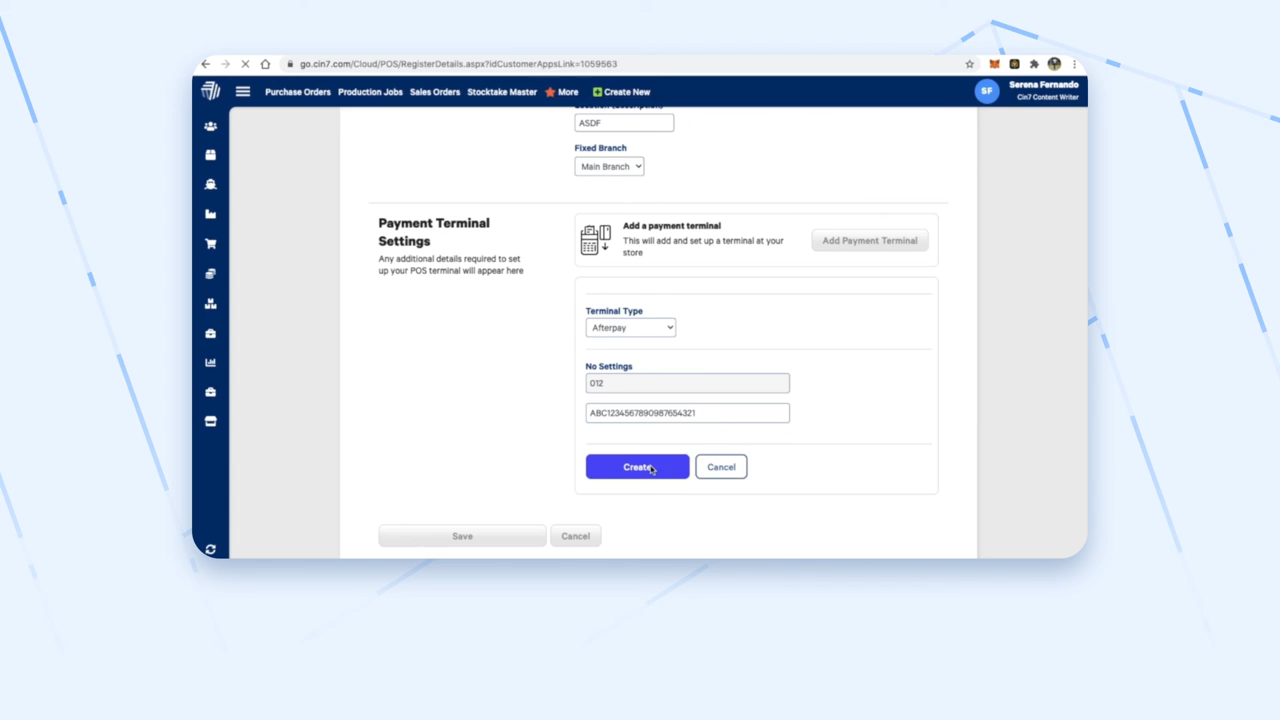 go.cin7.com/Cloud/POS/RegisterDetails.aspx?idCustomerAppsLink=1059563
Purchase Orders Production Jobs Sales Orders Stocktake Master More Create New
SF
Serena Fernando
Cin7 Content Writer
ASDF
Fixed Branch
Main Branch
Payment Terminal
Settings
Any additional details required to set
up your POS terminal will appear here
Add a payment terminal
This will add and set up a terminal at your
store
Add Payment Terminal
Terminal Type
Afterpay
No Settings
012
ABC1234567890987654321
Create
Cancel
Save
Cancel